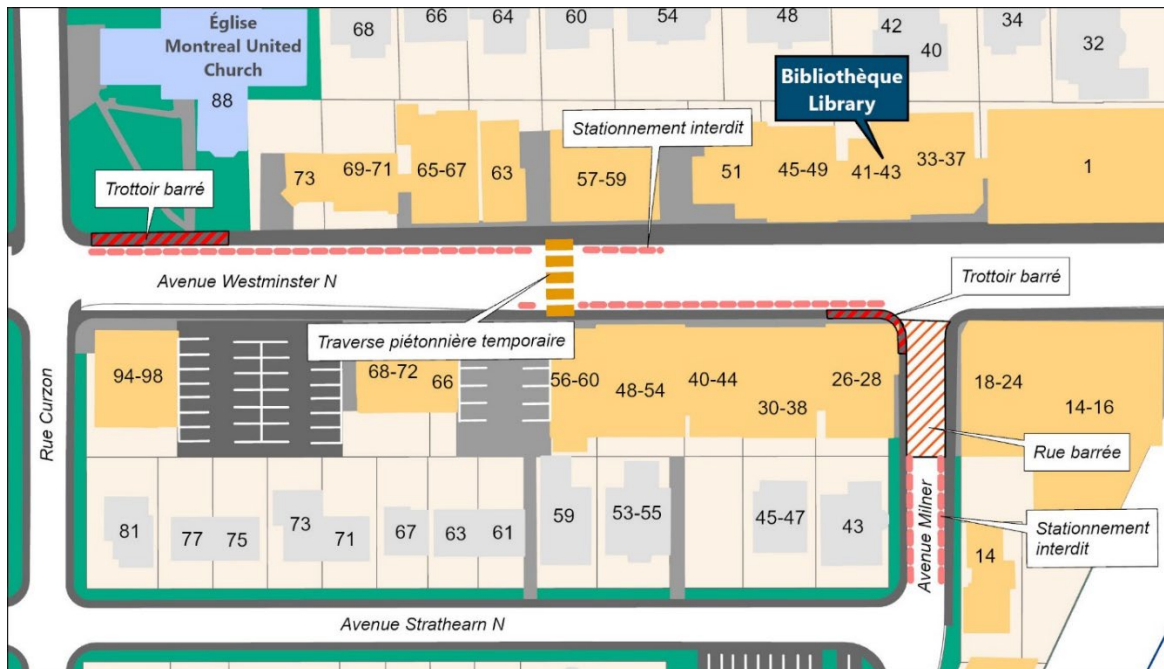 Église
Montreal United
Church
88
68
66
64
60
54
48
42
40
34
32
Bibliothèque
Library
Stationnement interdit
Trottoir barré
73
69-71
65-67
63
57-59
51
45-49
41-43
33-37
1
Avenue Westminster N
Trottoir barré
Traverse piétonnière temporaire
94-98
68-72
66
56-60
48-54
40-44
30-38
26-28
18-24
14-16
Rue barrée
Rue Curzon
Avenue Milner
Stationnement
interdit
81
77
75
73
71
67
63
61
59
53-55
45-47
43
14
Avenue Strathearn N